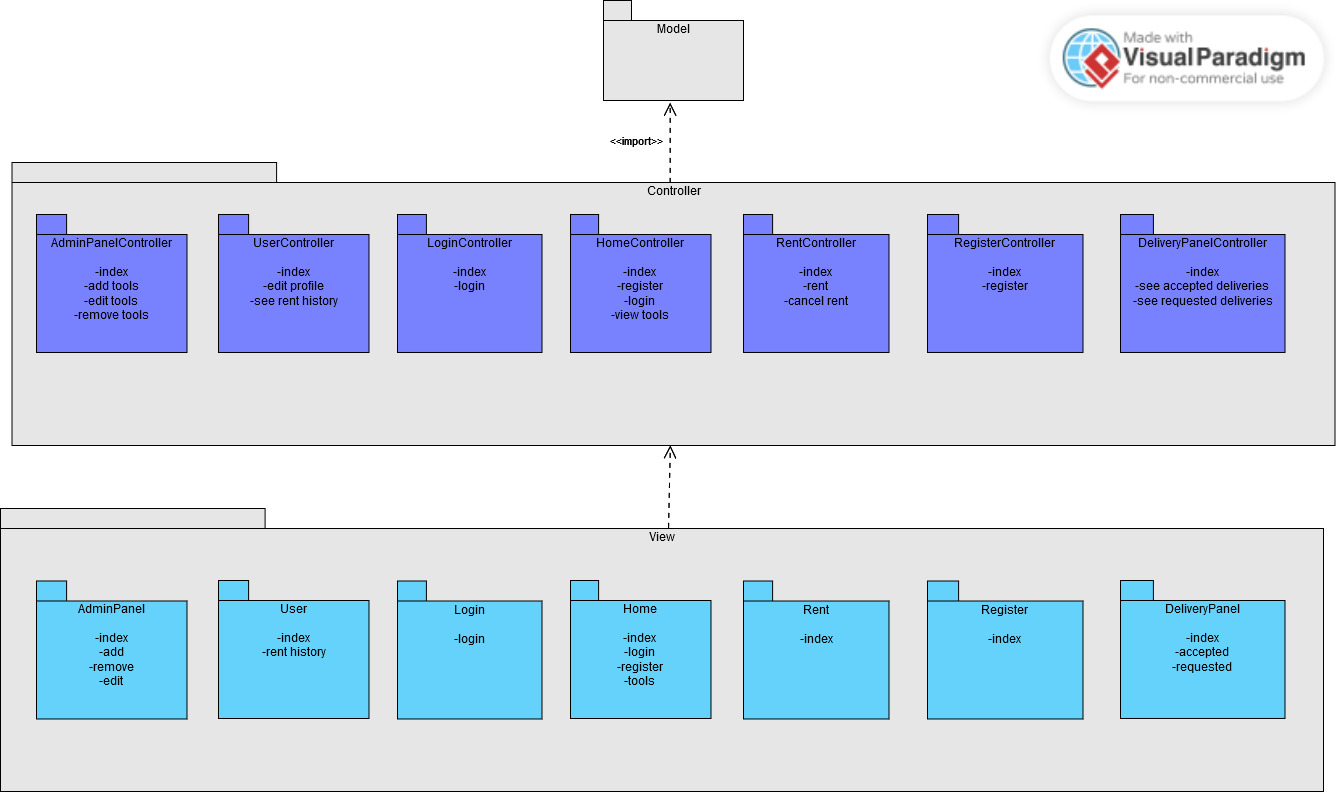 Model
Made with
Visual Paradigm
For non-commercial use
<<import>>
Controller
AdminPanelController
-index
-add tools
-edit tools
-remove tools
UserController
-index
-edit profile
-see rent history
LoginController
-index
-login
HomeController
-index
-register
-login
-view tools
RentController
-index
-rent
-cancel rent
RegisterController
-index
-register
DeliveryPanelController
-index
-see accepted deliveries
-see requested deliveries
View
AdminPanel
-index
-add
-remove
-edit
User
-index
-rent history
Login
-login
Home
-index
-login
-register
-tools
Rent
-index
Register
-index
DeliveryPanel
-index
-accepted
-requested